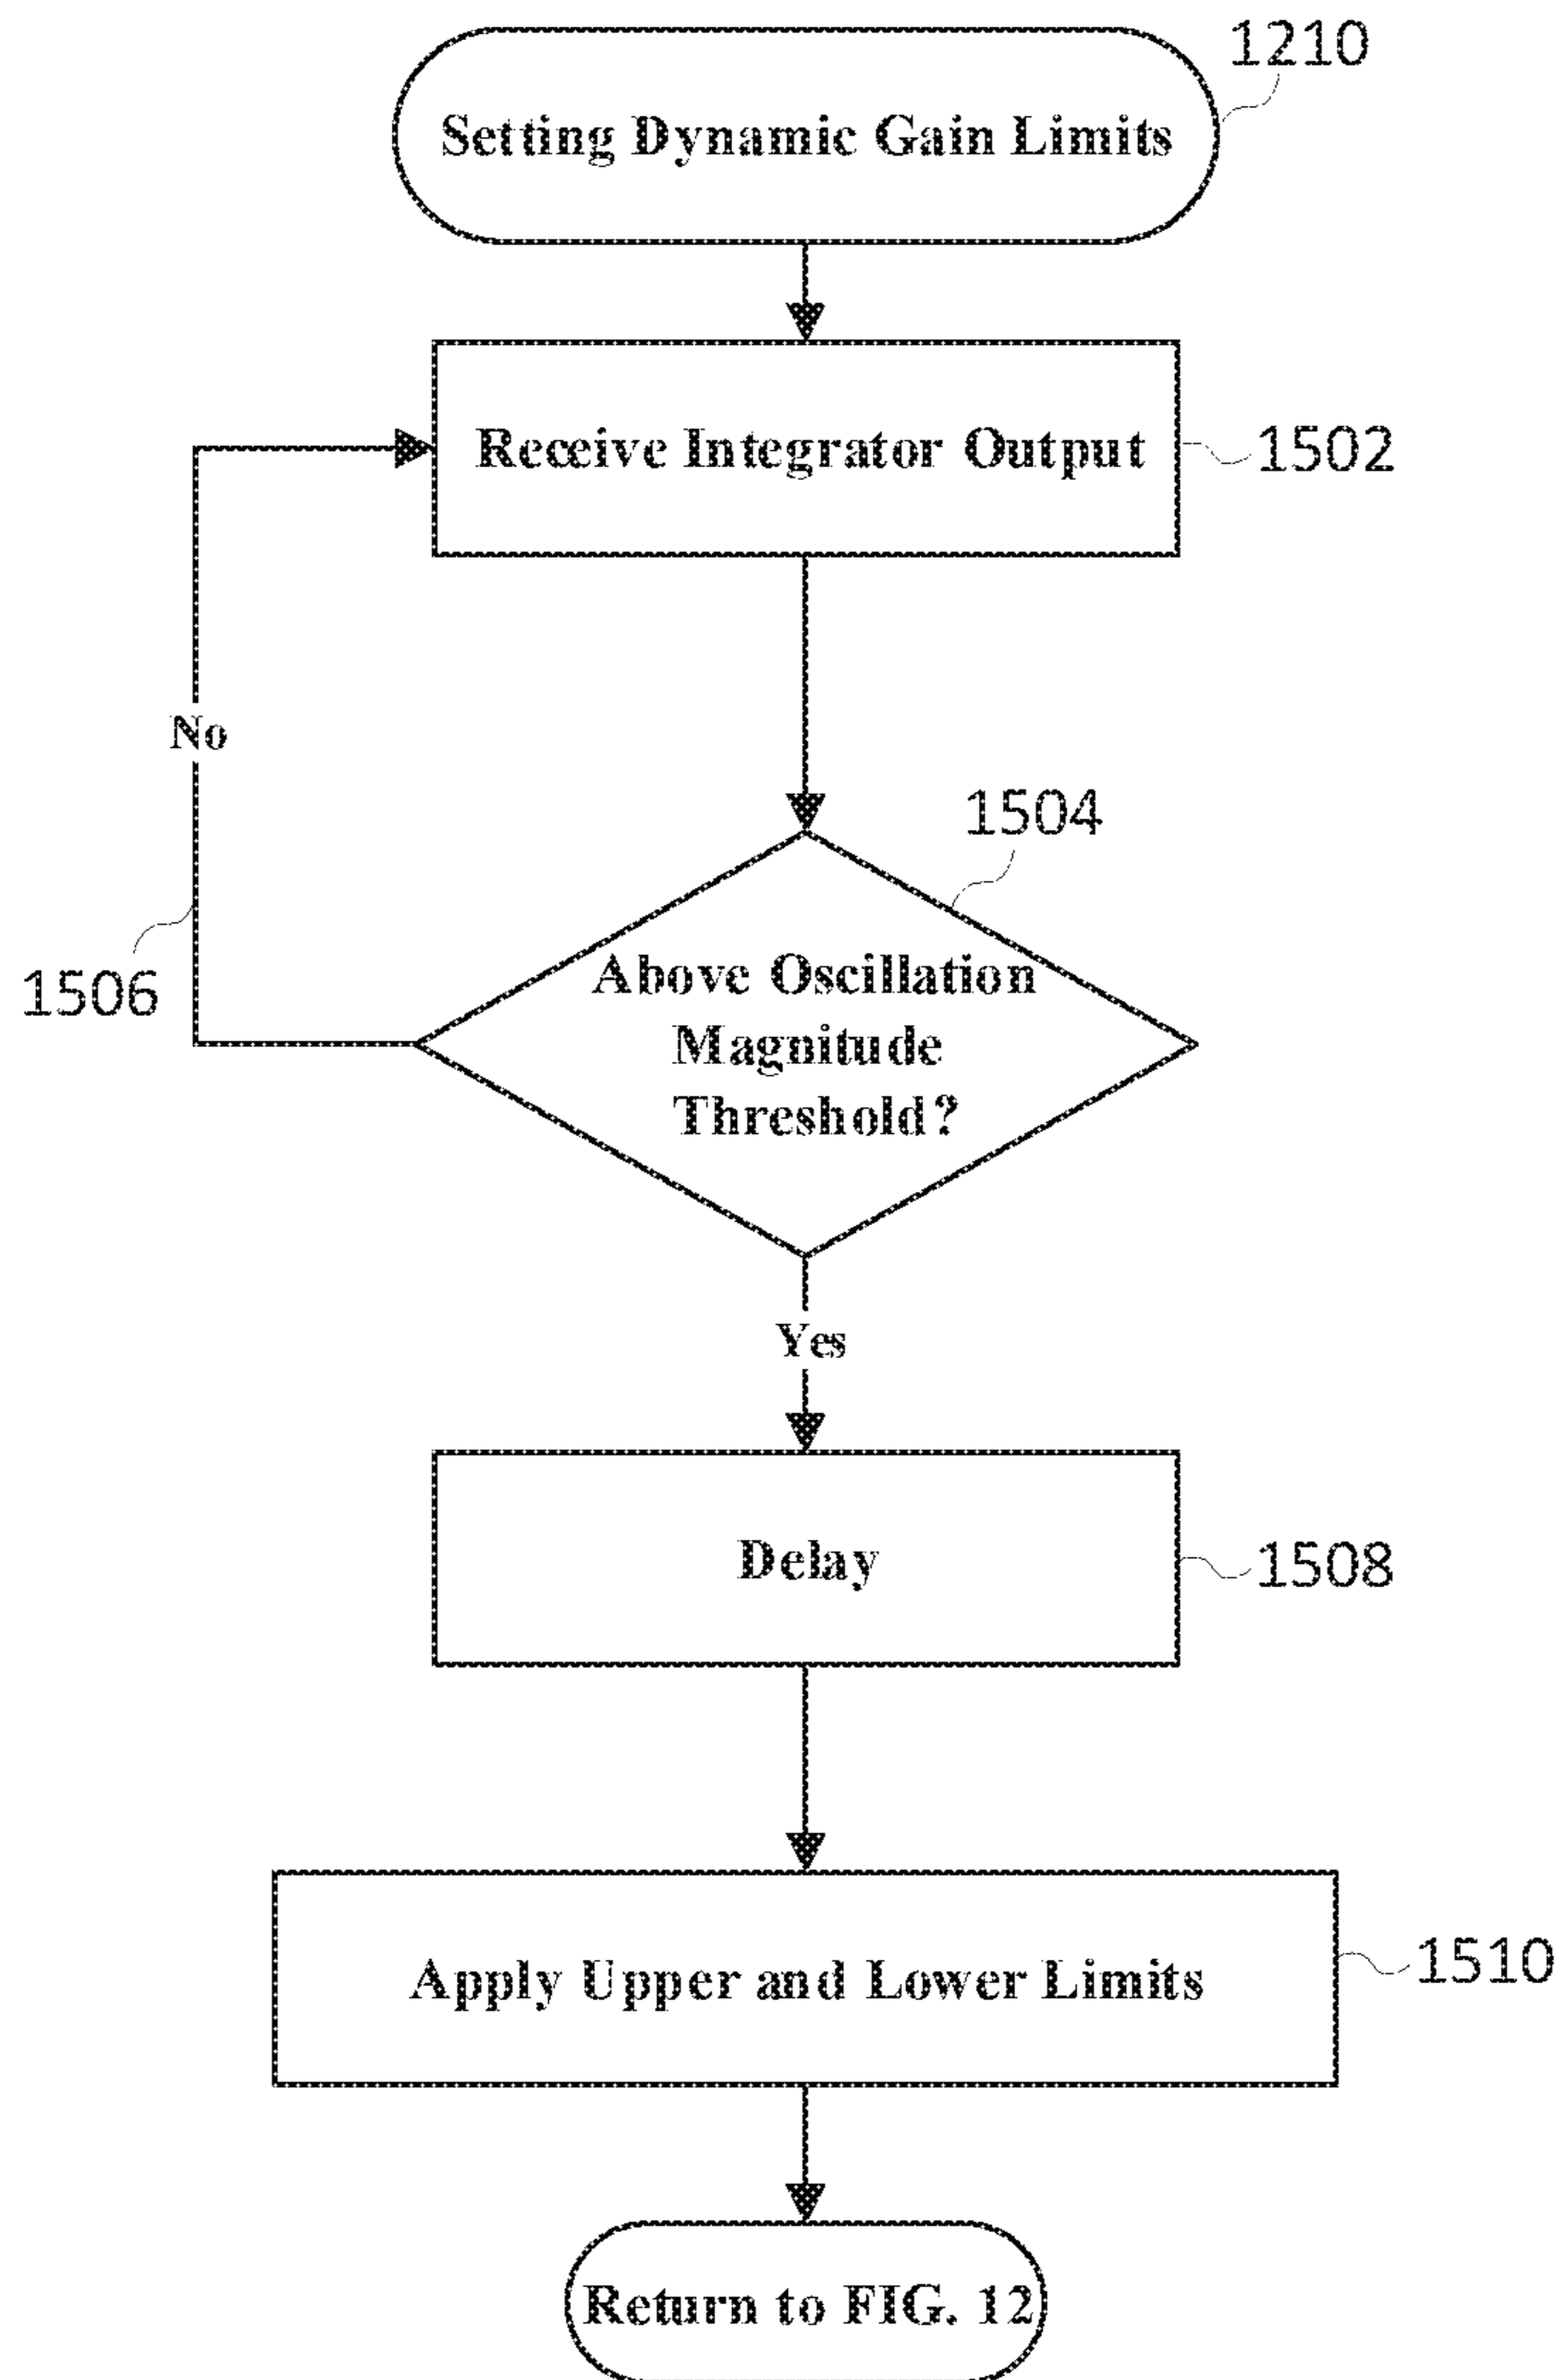 1210
Setting Dynamic Gain Limits
Receive Integrator Output
1502
No
1504
1506
Above Oscillation
Magnitude
Threshold?
Yes
Delay
1508
Apply Upper and Lower Limits
1510
Return to FIG. 12